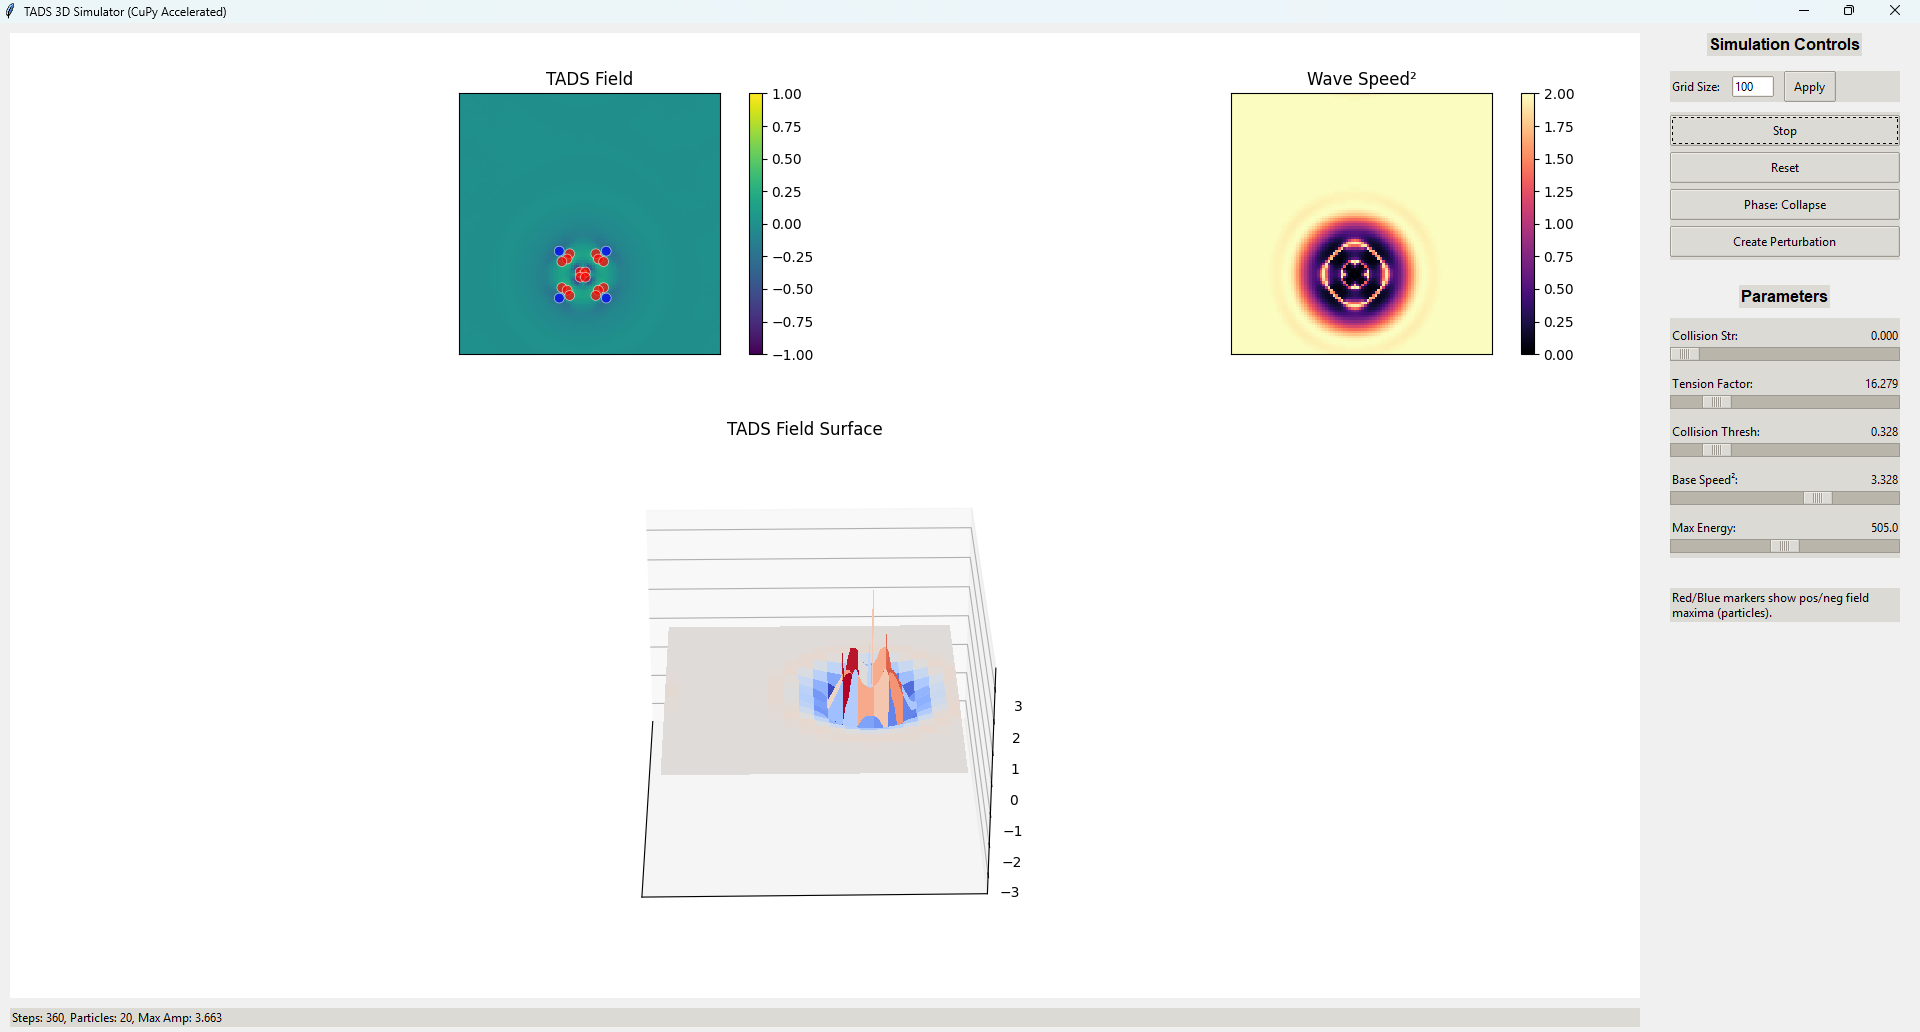 TADS 3D Simulator (CuPy Accelerated)
TADS Field
1.00
0.75
0.50
0.25
0.00
−0.25
−0.50
−0.75
−1.00
Wave Speed²
2.00
1.75
1.50
1.25
1.00
0.75
0.50
0.25
0.00
TADS Field Surface
3
2
1
0
−1
−2
−3
Simulation Controls
Grid Size: 100 Apply
Stop
Reset
Phase: Collapse
Create Perturbation
Parameters
Collision Str: 0.000
Tension Factor: 16.279
Collision Thresh: 0.328
Base Speed²: 3.328
Max Energy: 505.0
Red/Blue markers show pos/neg field
maxima (particles).
Steps: 360, Particles: 20, Max Amp: 3.663